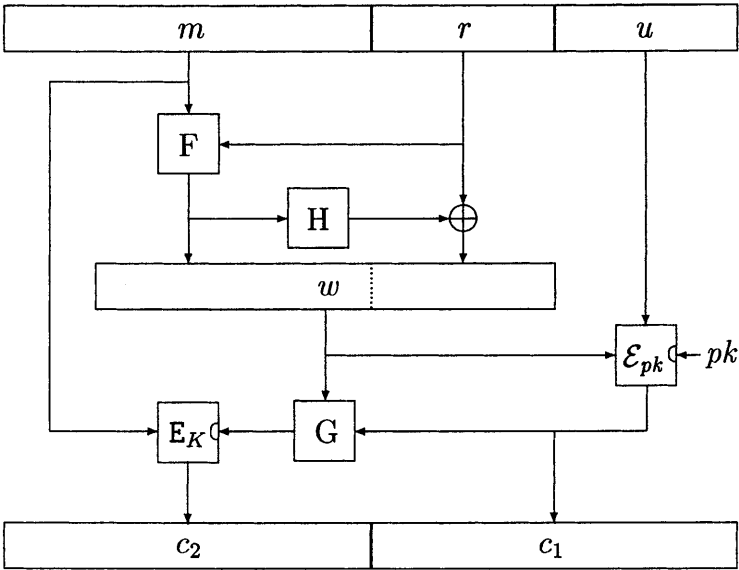 m r u
F
H ⊕
w
ℰ_pk pk
E_K G
c_2 c_1